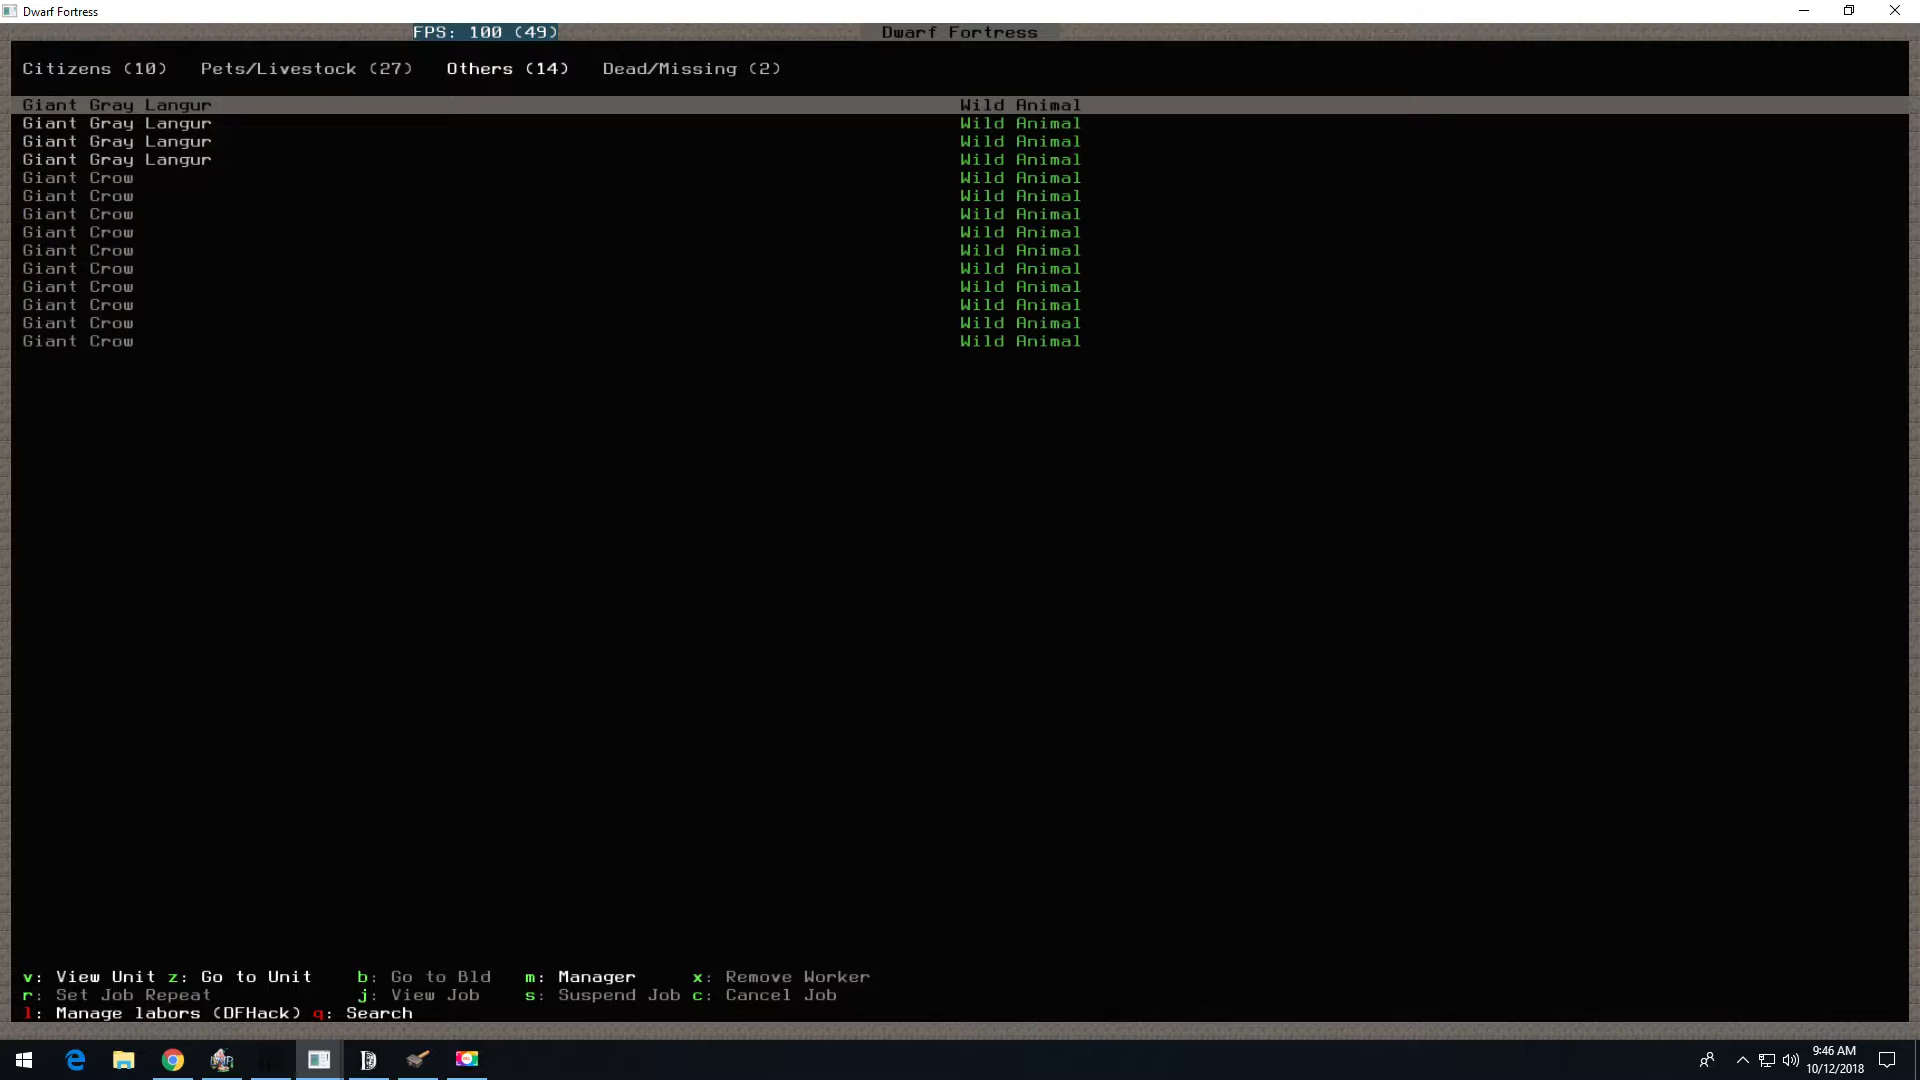 Dwarf Fortress
FPS: 100 (49) Dwarf Fortress
Citizens (10) Pets/Livestock (27) Others (14) Dead/Missing (2)
Giant Gray Langur Wild Animal
Giant Gray Langur Wild Animal
Giant Gray Langur Wild Animal
Giant Gray Langur Wild Animal
Giant Crow Wild Animal
Giant Crow Wild Animal
Giant Crow Wild Animal
Giant Crow Wild Animal
Giant Crow Wild Animal
Giant Crow Wild Animal
Giant Crow Wild Animal
Giant Crow Wild Animal
Giant Crow Wild Animal
Giant Crow Wild Animal
v: View Unit z: Go to Unit b: Go to Bld m: Manager x: Remove Worker
r: Set Job Repeat j: View Job s: Suspend Job c: Cancel Job
l: Manage labors (DFHack) q: Search
9:46 AM
10/12/2018